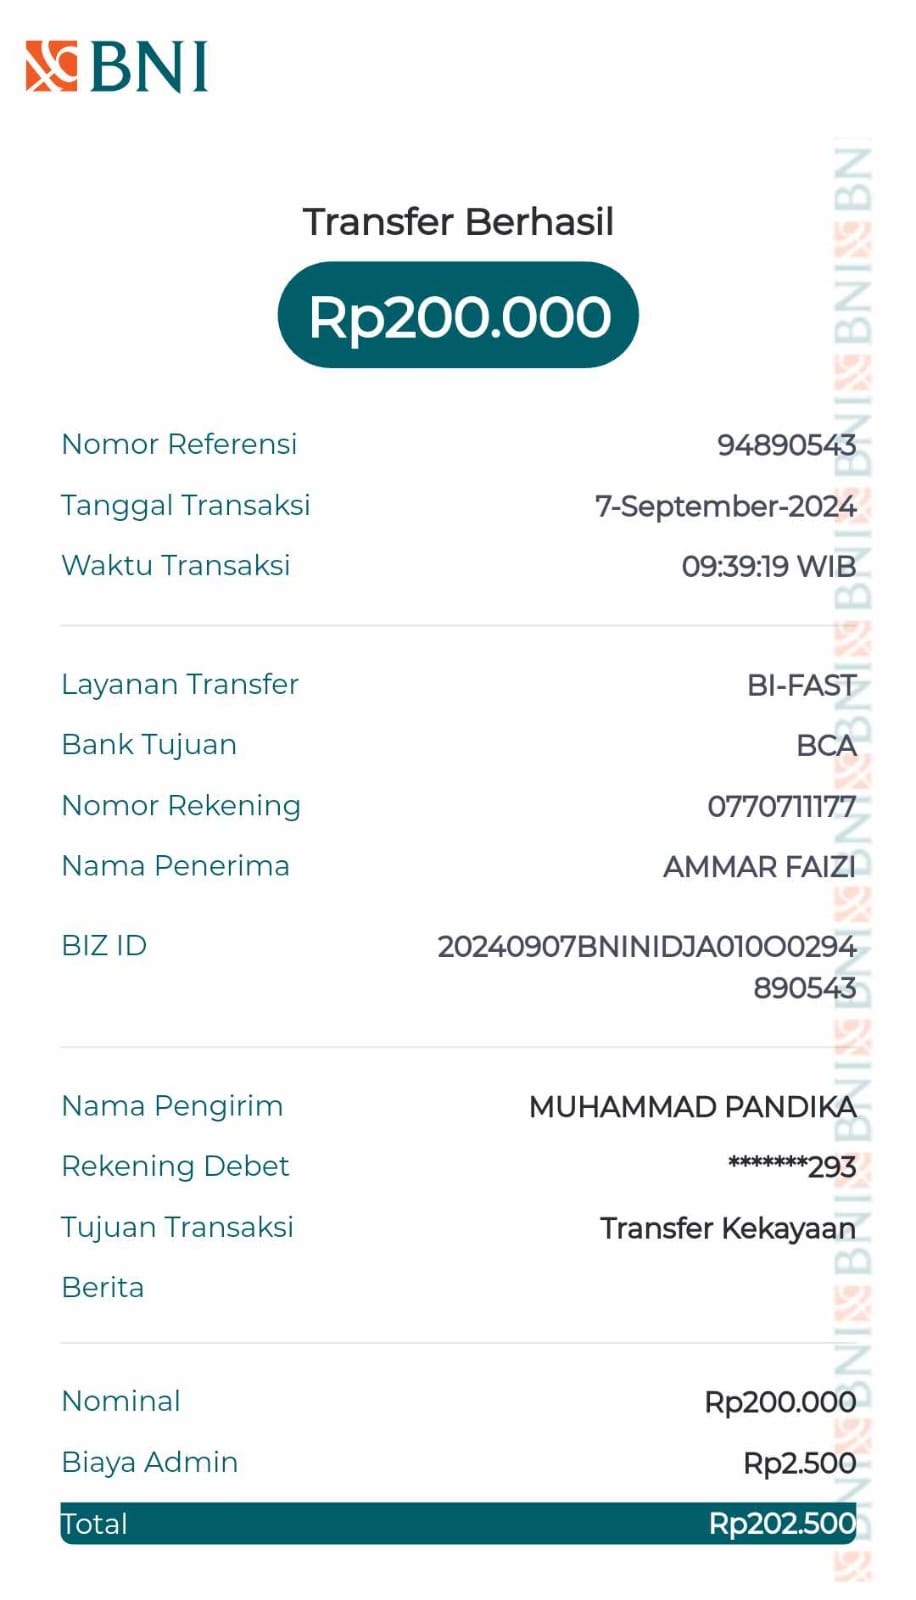 BNI
Transfer Berhasil
Rp200.000
Nomor Referensi 94890543
Tanggal Transaksi 7-September-2024
Waktu Transaksi 09:39:19 WIB
Layanan Transfer BI-FAST
Bank Tujuan BCA
Nomor Rekening 0770711177
Nama Penerima AMMAR FAIZI
BIZ ID 20240907BNINIDJA010O0294
890543
Nama Pengirim MUHAMMAD PANDIKA
Rekening Debet *******293
Tujuan Transaksi Transfer Kekayaan
Berita
Nominal Rp200.000
Biaya Admin Rp2.500
Total Rp202.500
BNI BNI BNI BNI BNI BNI BNI BNI BNI BNI BN